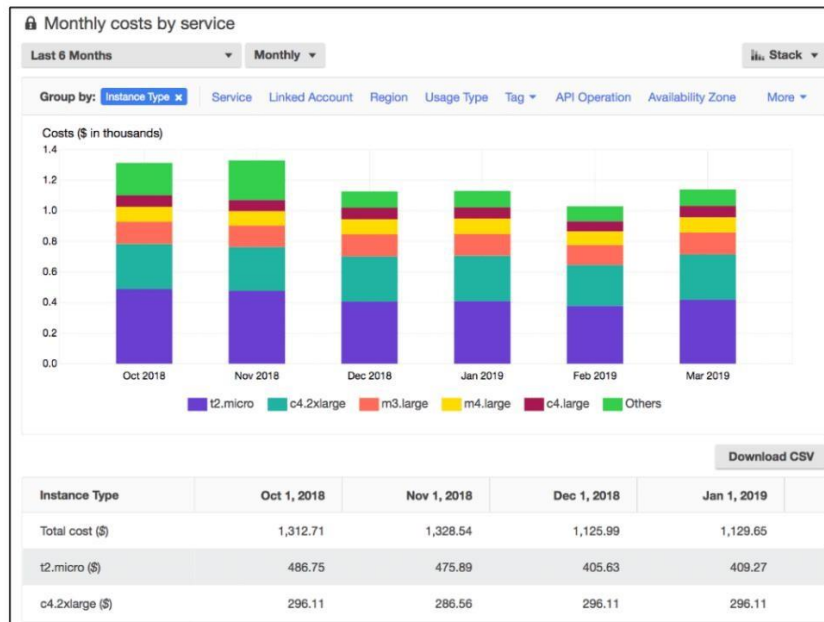 Monthly costs by service
Last 6 Months Monthly Stack
Group by: Instance Type × Service Linked Account Region Usage Type Tag API Operation Availability Zone More
Costs ($ in thousands)
1.4
1.2
1.0
0.8
0.6
0.4
0.2
0.0
Oct 2018 Nov 2018 Dec 2018 Jan 2019 Feb 2019 Mar 2019
t2.micro c4.2xlarge m3.large m4.large c4.large Others
Download CSV
Instance Type Oct 1, 2018 Nov 1, 2018 Dec 1, 2018 Jan 1, 2019
Total cost ($) 1,312.71 1,328.54 1,125.99 1,129.65
t2.micro ($) 486.75 475.89 405.63 409.27
c4.2xlarge ($) 296.11 286.56 296.11 296.11